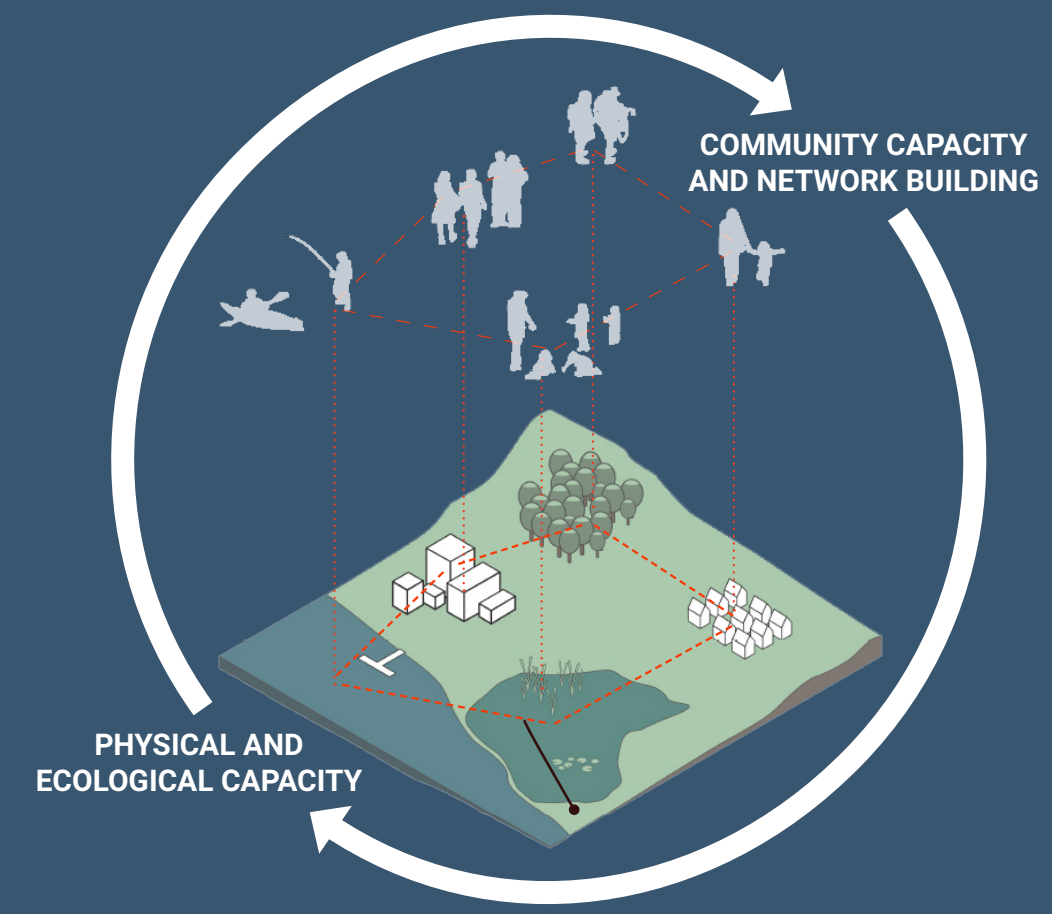 COMMUNITY CAPACITY
AND NETWORK BUILDING
PHYSICAL AND
ECOLOGICAL CAPACITY